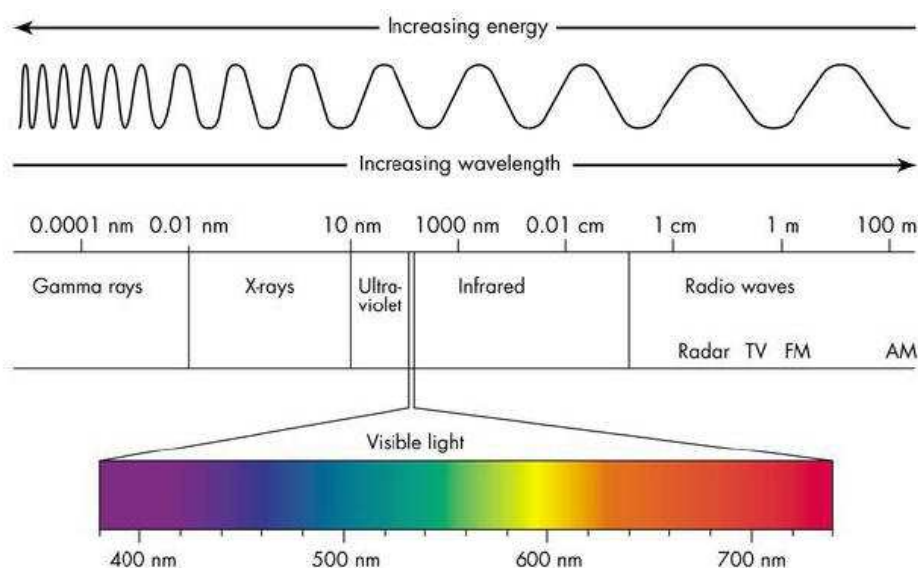 Increasing energy
Increasing wavelength
0.0001 nm 0.01 nm 10 nm 1000 nm 0.01 cm 1 cm 1 m 100 m
Gamma rays X-rays Ultra-
violet Infrared Radio waves
Radar TV FM AM
Visible light
400 nm 500 nm 600 nm 700 nm